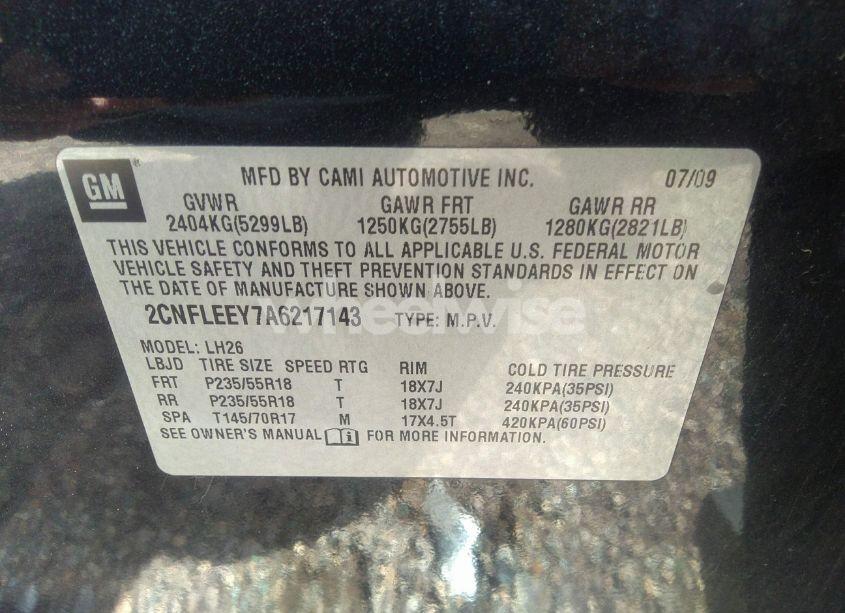 GM MFD BY CAMI AUTOMOTIVE INC. 07/09
GVWR GAWR FRT GAWR RR
2404KG(5299LB) 1250KG(2755LB) 1280KG(2821LB)
THIS VEHICLE CONFORMS TO ALL APPLICABLE U.S. FEDERAL MOTOR
VEHICLE SAFETY AND THEFT PREVENTION STANDARDS IN EFFECT ON
THE DATE OF MANUFACTURE SHOWN ABOVE.
wheelwise
2CNFLEEY7A6217143 TYPE: M.P.V.
MODEL: LH26
LBJD TIRE SIZE SPEED RTG RIM COLD TIRE PRESSURE
FRT P235/55R18 T 18X7J 240KPA(35PSI)
RR P235/55R18 T 18X7J 240KPA(35PSI)
SPA T145/70R17 M 17X4.5T 420KPA(60PSI)
SEE OWNER'S MANUAL FOR MORE INFORMATION.